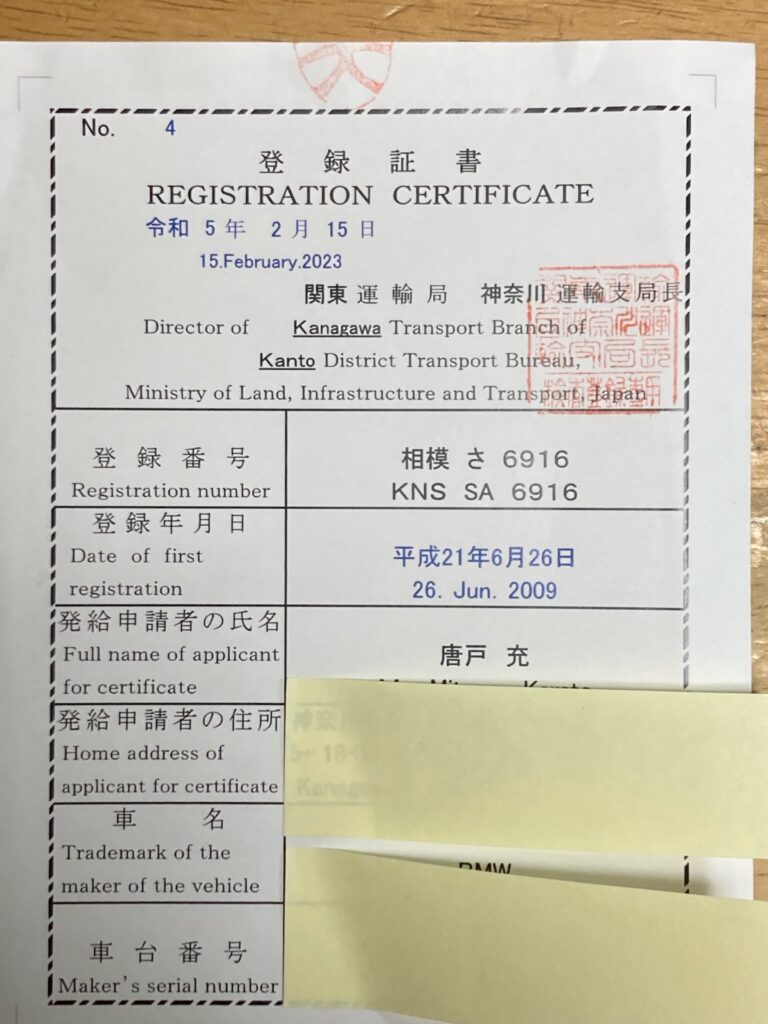 No. 4
登録証書
REGISTRATION CERTIFICATE
令和 5 年 2 月 15 日
15.February.2023
関東 運輸局 神奈川 運輸支局長
Director of Kanagawa Transport Branch of
Kanto District Transport Bureau,
Ministry of Land, Infrastructure and Transport, Japan
登録番号
相模 さ 6916
Registration number
KNS SA 6916
登録年月日
Date of first
registration
平成21年6月26日
26. Jun. 2009
発給申請者の氏名
Full name of applicant
for certificate
唐戸 充
発給申請者の住所
Home address of
applicant for certificate
車名
Trademark of the
maker of the vehicle
BMW
車台番号
Maker's serial number